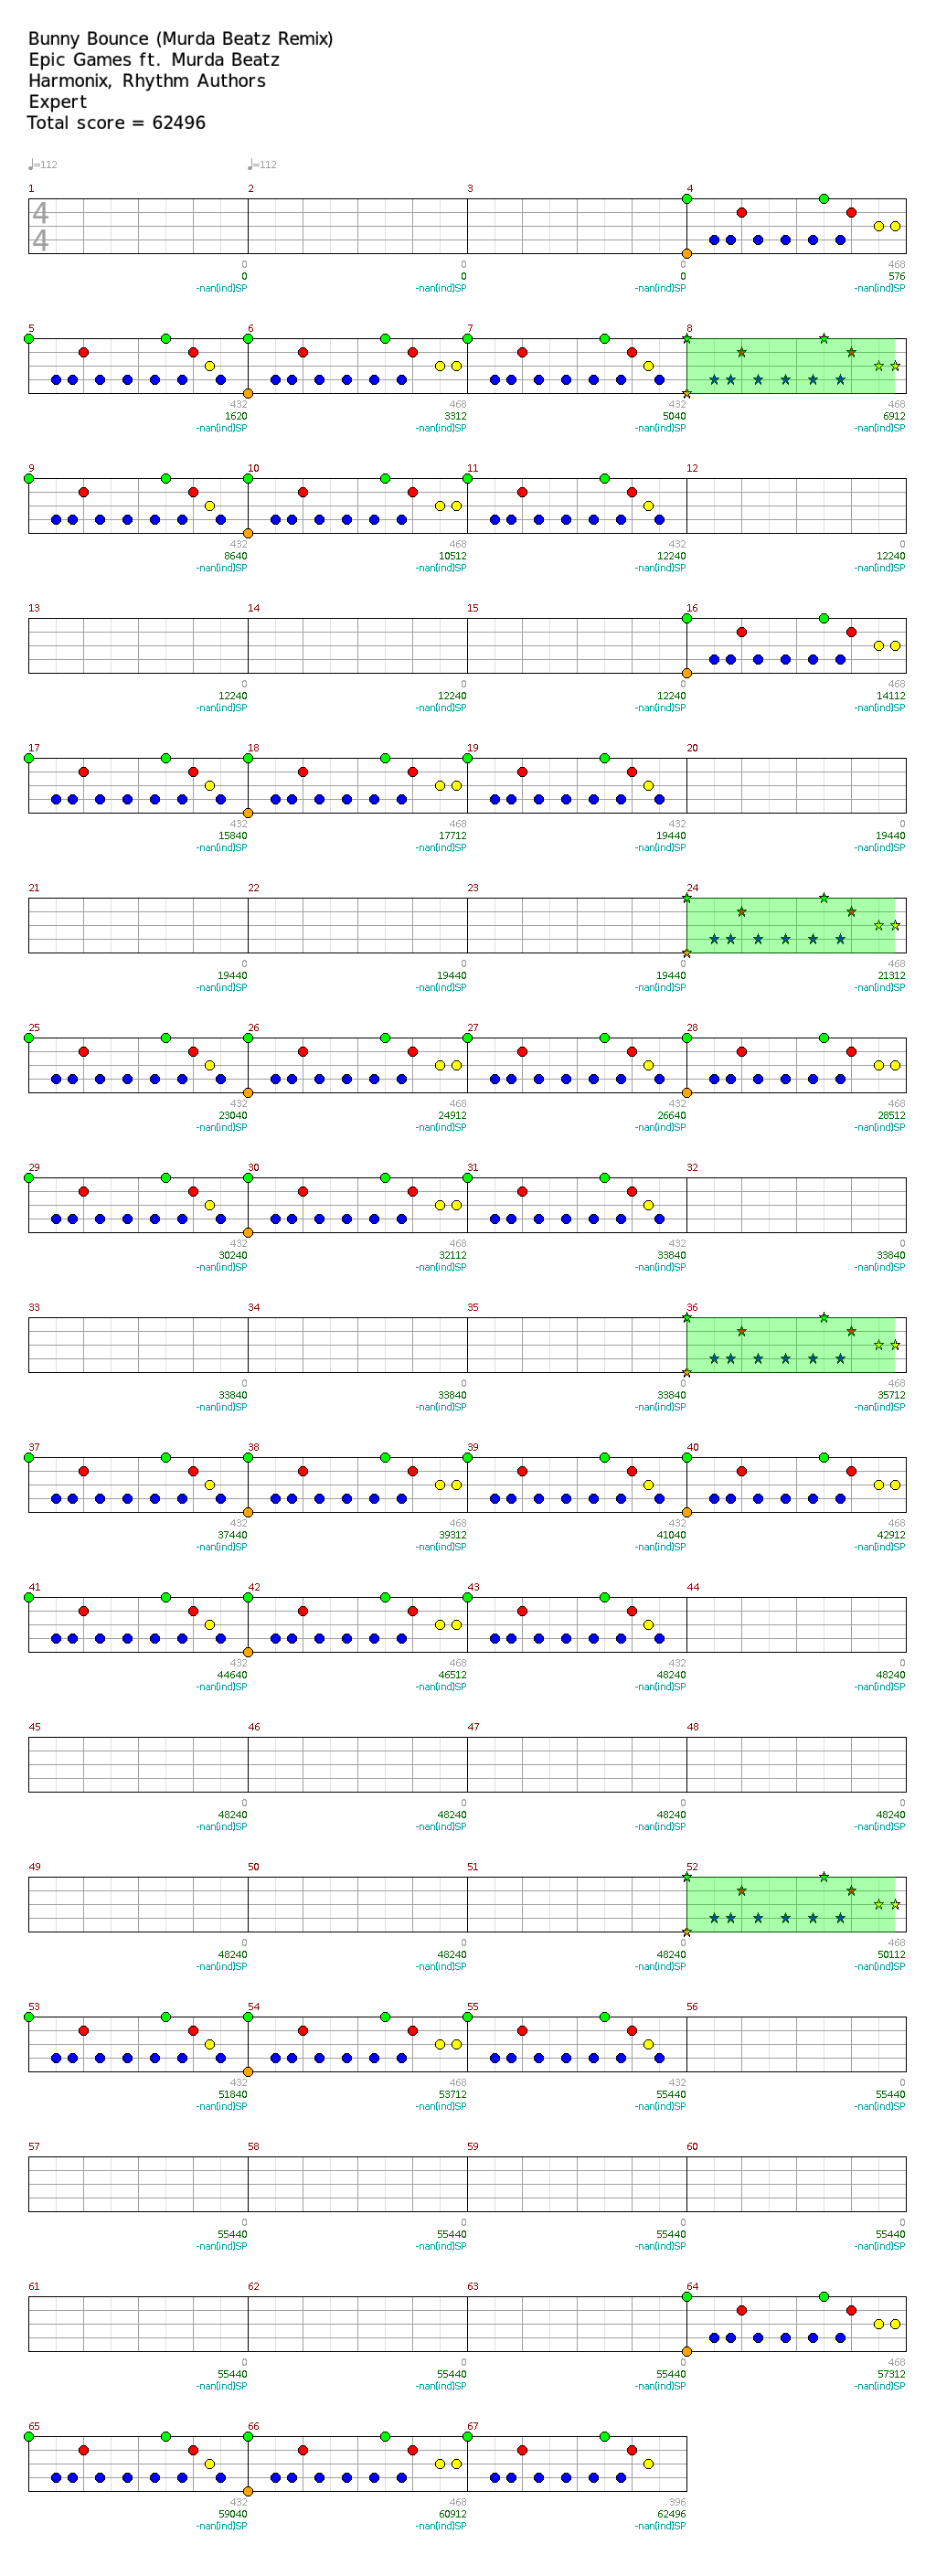 Bunny Bounce (Murda Beatz Remix)
Epic Games ft. Murda Beatz
Harmonix, Rhythm Authors
Expert
Total score = 62496
♩=112 ♩=112
1 2 3 4
4
4
0 0 0 468
0 0 0 576
-nan(ind)SP -nan(ind)SP -nan(ind)SP -nan(ind)SP
5 6 7 8
432 468 432 468
1620 3312 5040 6912
-nan(ind)SP -nan(ind)SP -nan(ind)SP -nan(ind)SP
9 10 11 12
432 468 432 0
8640 10512 12240 12240
-nan(ind)SP -nan(ind)SP -nan(ind)SP -nan(ind)SP
13 14 15 16
0 0 0 468
12240 12240 12240 14112
-nan(ind)SP -nan(ind)SP -nan(ind)SP -nan(ind)SP
17 18 19 20
432 468 432 0
15840 17712 19440 19440
-nan(ind)SP -nan(ind)SP -nan(ind)SP -nan(ind)SP
21 22 23 24
0 0 0 468
19440 19440 19440 21312
-nan(ind)SP -nan(ind)SP -nan(ind)SP -nan(ind)SP
25 26 27 28
432 468 432 468
23040 24912 26640 28512
-nan(ind)SP -nan(ind)SP -nan(ind)SP -nan(ind)SP
29 30 31 32
432 468 432 0
30240 32112 33840 33840
-nan(ind)SP -nan(ind)SP -nan(ind)SP -nan(ind)SP
33 34 35 36
0 0 0 468
33840 33840 33840 35712
-nan(ind)SP -nan(ind)SP -nan(ind)SP -nan(ind)SP
37 38 39 40
432 468 432 468
37440 39312 41040 42912
-nan(ind)SP -nan(ind)SP -nan(ind)SP -nan(ind)SP
41 42 43 44
432 468 432 0
44640 46512 48240 48240
-nan(ind)SP -nan(ind)SP -nan(ind)SP -nan(ind)SP
45 46 47 48
0 0 0 0
48240 48240 48240 48240
-nan(ind)SP -nan(ind)SP -nan(ind)SP -nan(ind)SP
49 50 51 52
0 0 0 468
48240 48240 48240 50112
-nan(ind)SP -nan(ind)SP -nan(ind)SP -nan(ind)SP
53 54 55 56
432 468 432 0
51840 53712 55440 55440
-nan(ind)SP -nan(ind)SP -nan(ind)SP -nan(ind)SP
57 58 59 60
0 0 0 0
55440 55440 55440 55440
-nan(ind)SP -nan(ind)SP -nan(ind)SP -nan(ind)SP
61 62 63 64
0 0 0 468
55440 55440 55440 57312
-nan(ind)SP -nan(ind)SP -nan(ind)SP -nan(ind)SP
65 66 67
432 468 396
59040 60912 62496
-nan(ind)SP -nan(ind)SP -nan(ind)SP